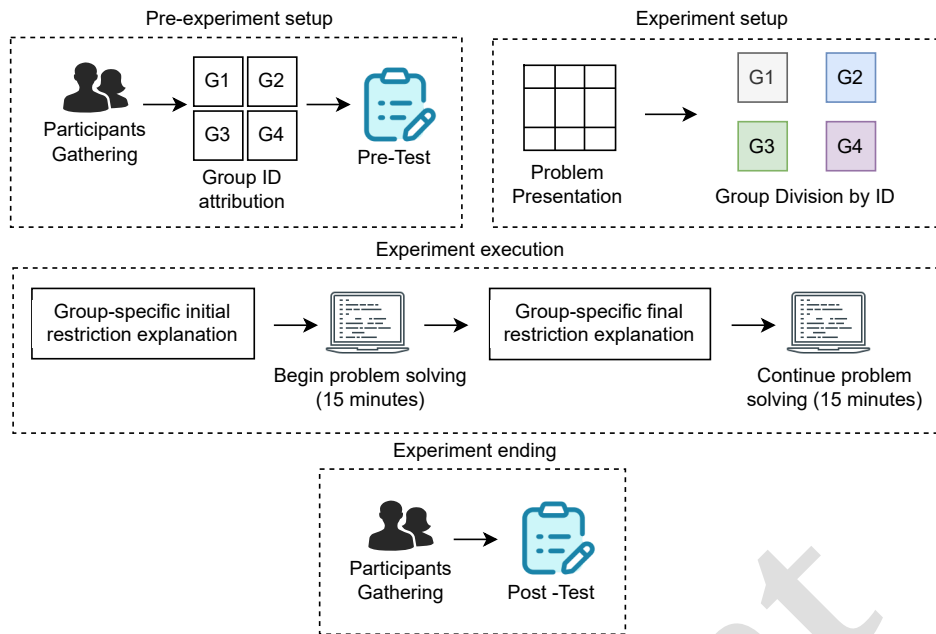 Pre-experiment setup
G1
G2
G3
G4
Participants
Gathering
Group ID
attribution
Pre-Test
Experiment setup
Problem
Presentation
G1
G2
G3
G4
Group Division by ID
Experiment execution
Group-specific initial
restriction explanation
Begin problem solving
(15 minutes)
Group-specific final
restriction explanation
Continue problem
solving (15 minutes)
Experiment ending
Participants
Gathering
Post -Test